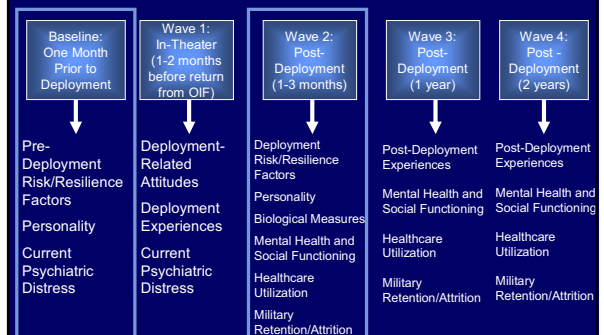 Baseline:
One Month
Prior to
Deployment
Pre-
Deployment
Risk/Resilience
Factors
Personality
Current
Psychiatric
Distress
Wave 1:
In-Theater
(1-2 months
before return
from OIF)
Deployment-
Related
Attitudes
Deployment
Experiences
Current
Psychiatric
Distress
Wave 2:
Post-
Deployment
(1-3 months)
Deployment
Risk/Resilience
Factors
Personality
Biological Measures
Mental Health and
Social Functioning
Healthcare
Utilization
Military
Retention/Attrition
Wave 3:
Post-
Deployment
(1 year)
Post-Deployment
Experiences
Mental Health and
Social Functioning
Healthcare
Utilization
Military
Retention/Attrition
Wave 4:
Post -
Deployment
(2 years)
Post-Deployment
Experiences
Mental Health and
Social Functioning
Healthcare
Utilization
Military
Retention/Attrition